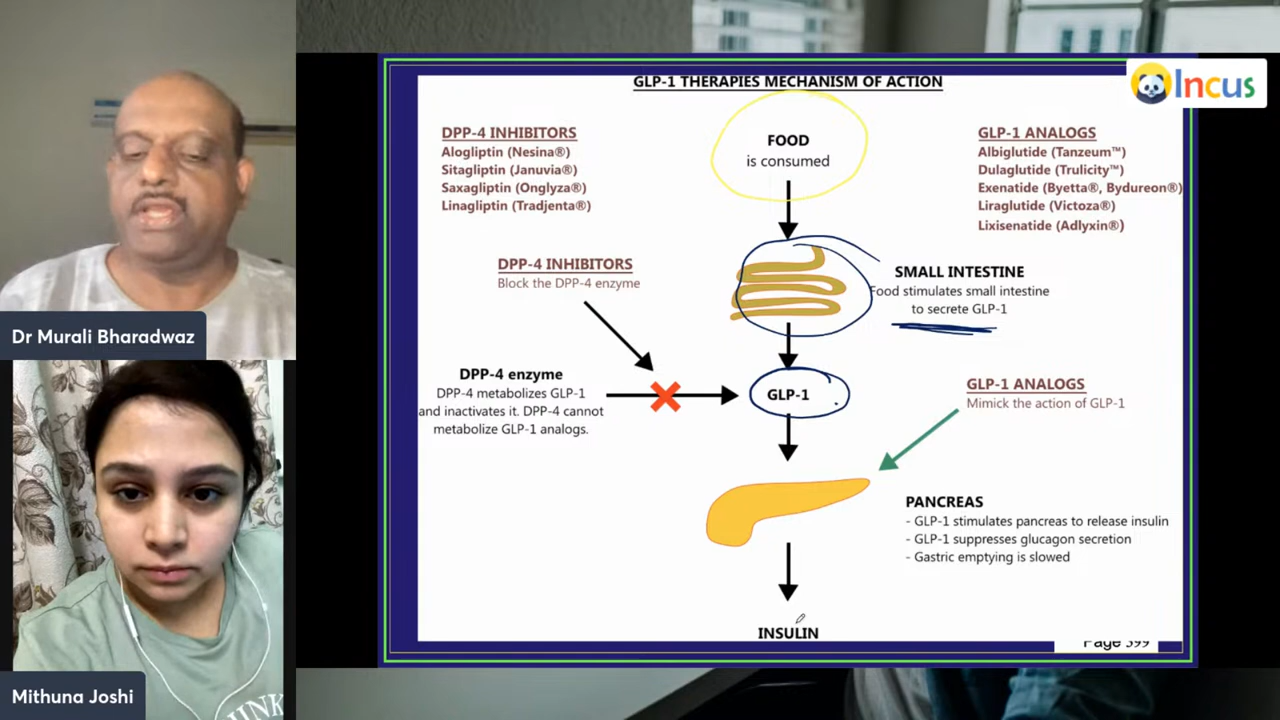 GLP-1 THERAPIES MECHANISM OF ACTION
Incus
DPP-4 INHIBITORS
Alogliptin (Nesina®)
Sitagliptin (Januvia®)
Saxagliptin (Onglyza®)
Linagliptin (Tradjenta®)
FOOD
is consumed
GLP-1 ANALOGS
Albiglutide (Tanzeum™)
Dulaglutide (Trulicity™)
Exenatide (Byetta®, Bydureon®)
Liraglutide (Victoza®)
Lixisenatide (Adlyxin®)
DPP-4 INHIBITORS
Block the DPP-4 enzyme
SMALL INTESTINE
Food stimulates small intestine
to secrete GLP-1
DPP-4 enzyme
DPP-4 metabolizes GLP-1
and inactivates it. DPP-4 cannot
metabolize GLP-1 analogs.
GLP-1
GLP-1 ANALOGS
Mimick the action of GLP-1
PANCREAS
- GLP-1 stimulates pancreas to release insulin
- GLP-1 suppresses glucagon secretion
- Gastric emptying is slowed
INSULIN
Page 399
Dr Murali Bharadwaz
Mithuna Joshi